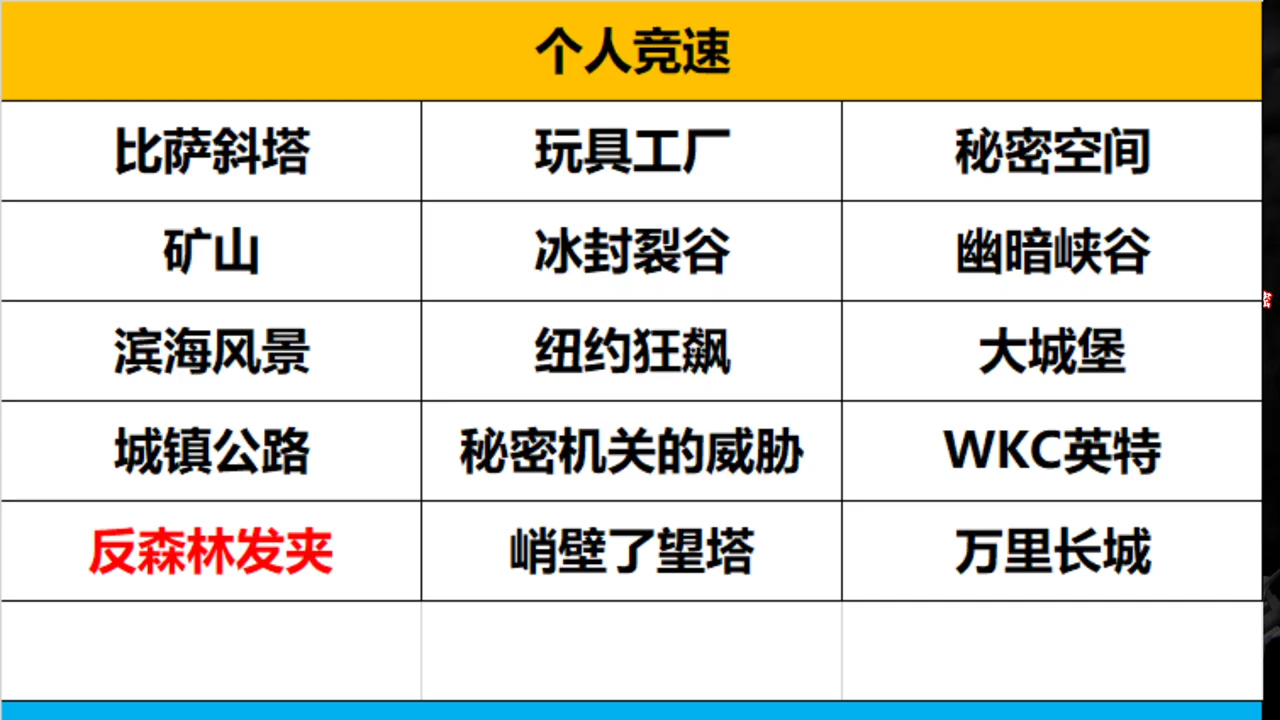 个人竞速
比萨斜塔 玩具工厂 秘密空间
矿山 冰封裂谷 幽暗峡谷
滨海风景 纽约狂飙 大城堡
城镇公路 秘密机关的威胁 WKC英特
反森林发夹 峭壁了望塔 万里长城